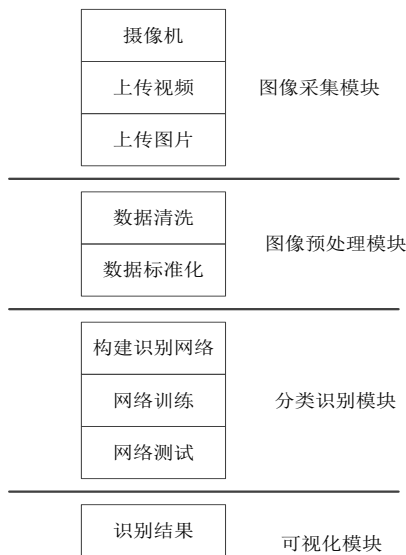 摄像机
上传视频
图像采集模块
上传图片
数据清洗
图像预处理模块
数据标准化
构建识别网络
网络训练
分类识别模块
网络测试
识别结果
可视化模块